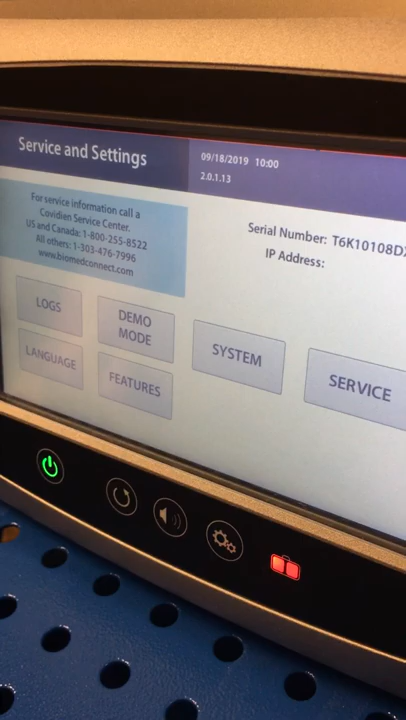 Service and Settings
09/18/2019 10:00
2.0.1.13
For service information call a
Covidien Service Center.
US and Canada: 1-800-255-8522
All others: 1-303-476-7996
www.biomedconnect.com
Serial Number: T6K10108D
IP Address:
LOGS
DEMO
MODE
SYSTEM
SERVICE
LANGUAGE
FEATURES